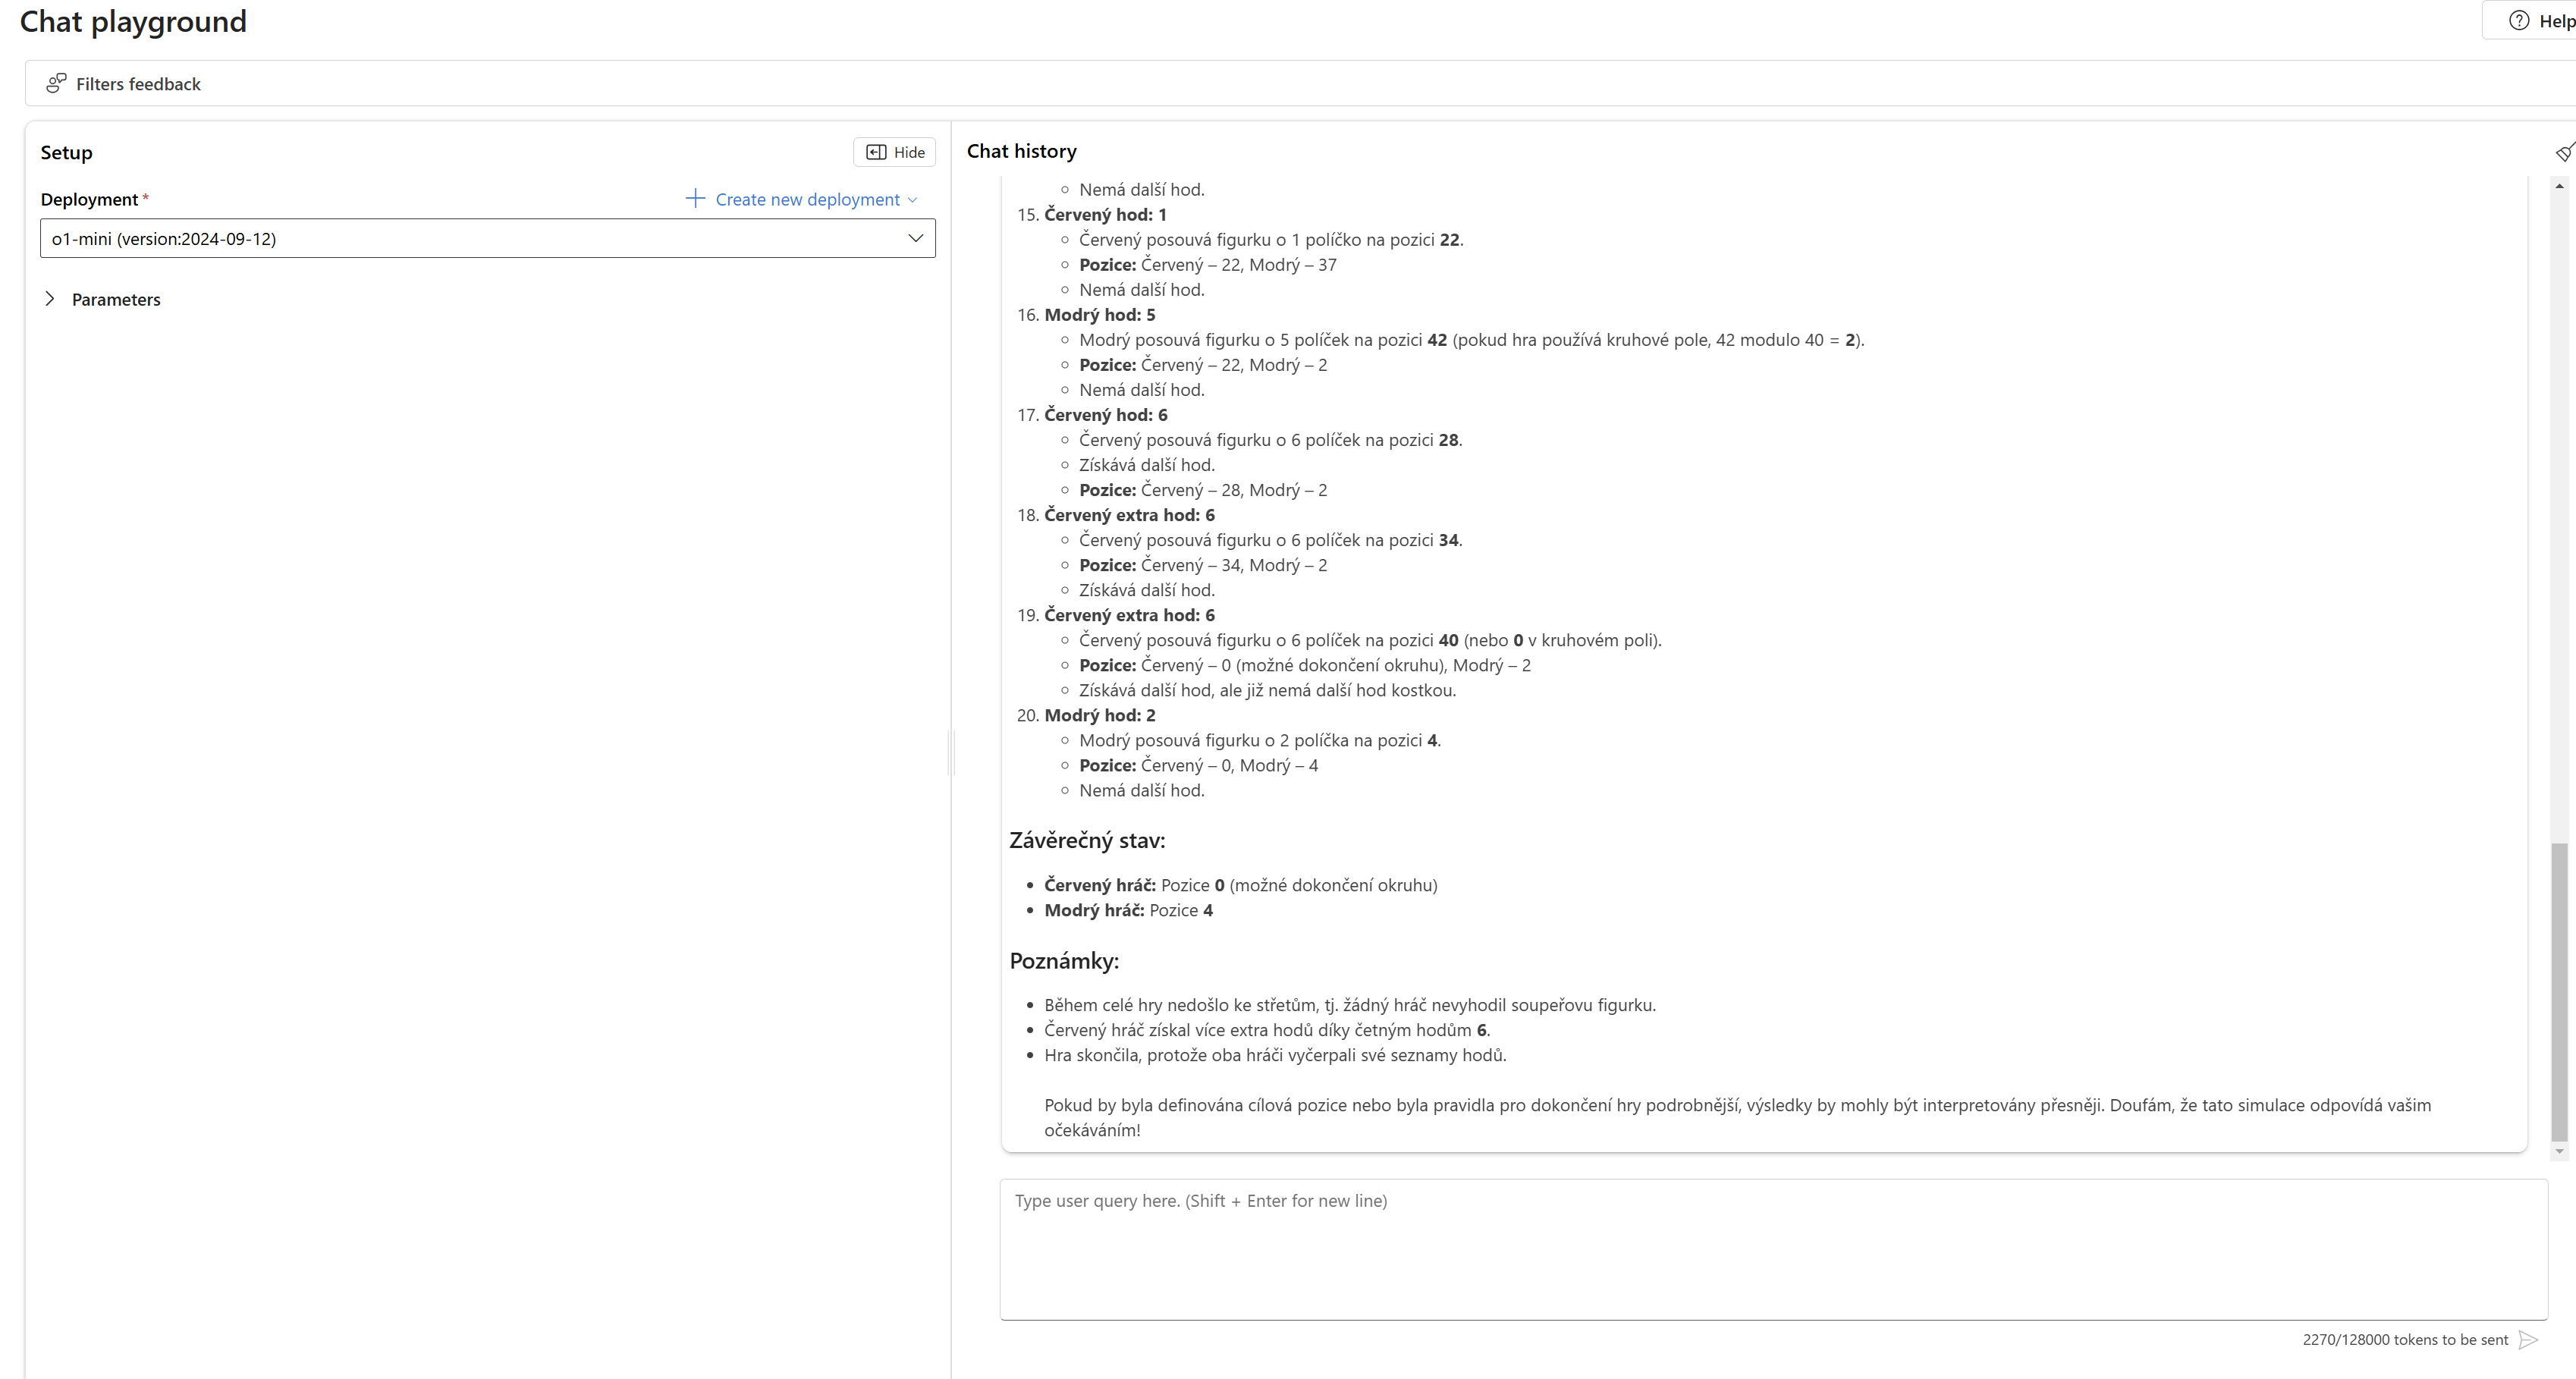 Chat playground
Help
Filters feedback
Setup
Hide
Deployment *
Create new deployment
o1-mini (version:2024-09-12)
Parameters
Chat history
Nemá další hod.
15. Červený hod: 1
Červený posouvá figurku o 1 políčko na pozici 22.
Pozice: Červený – 22, Modrý – 37
Nemá další hod.
16. Modrý hod: 5
Modrý posouvá figurku o 5 políček na pozici 42 (pokud hra používá kruhové pole, 42 modulo 40 = 2).
Pozice: Červený – 22, Modrý – 2
Nemá další hod.
17. Červený hod: 6
Červený posouvá figurku o 6 políček na pozici 28.
Získává další hod.
Pozice: Červený – 28, Modrý – 2
18. Červený extra hod: 6
Červený posouvá figurku o 6 políček na pozici 34.
Pozice: Červený – 34, Modrý – 2
Získává další hod.
19. Červený extra hod: 6
Červený posouvá figurku o 6 políček na pozici 40 (nebo 0 v kruhovém poli).
Pozice: Červený – 0 (možné dokončení okruhu), Modrý – 2
Získává další hod, ale již nemá další hod kostkou.
20. Modrý hod: 2
Modrý posouvá figurku o 2 políčka na pozici 4.
Pozice: Červený – 0, Modrý – 4
Nemá další hod.
Závěrečný stav:
Červený hráč: Pozice 0 (možné dokončení okruhu)
Modrý hráč: Pozice 4
Poznámky:
Během celé hry nedošlo ke střetům, tj. žádný hráč nevyhodil soupeřovu figurku.
Červený hráč získal více extra hodů díky četným hodům 6.
Hra skončila, protože oba hráči vyčerpali své seznamy hodů.
Pokud by byla definována cílová pozice nebo byla pravidla pro dokončení hry podrobnější, výsledky by mohly být interpretovány přesněji. Doufám, že tato simulace odpovídá vašim
očekáváním!
Type user query here. (Shift + Enter for new line)
2270/128000 tokens to be sent